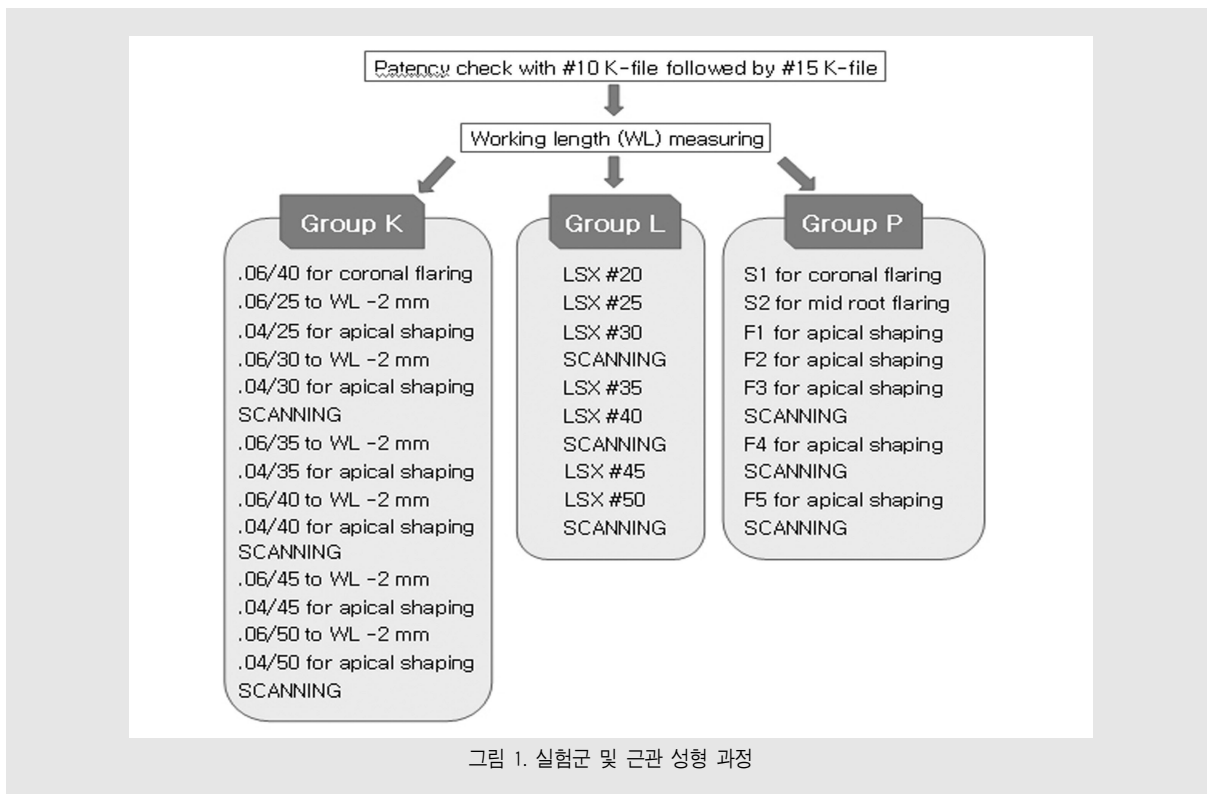 Patency check with #10 K-file followed by #15 K-file
Working length (WL) measuring
Group K
.06/40 for coronal flaring
.06/25 to WL -2 mm
.04/25 for apical shaping
.06/30 to WL -2 mm
.04/30 for apical shaping
SCANNING
.06/35 to WL -2 mm
.04/35 for apical shaping
.06/40 to WL -2 mm
.04/40 for apical shaping
SCANNING
.06/45 to WL -2 mm
.04/45 for apical shaping
.06/50 to WL -2 mm
.04/50 for apical shaping
SCANNING
Group L
LSX #20
LSX #25
LSX #30
SCANNING
LSX #35
LSX #40
SCANNING
LSX #45
LSX #50
SCANNING
Group P
S1 for coronal flaring
S2 for mid root flaring
F1 for apical shaping
F2 for apical shaping
F3 for apical shaping
SCANNING
F4 for apical shaping
SCANNING
F5 for apical shaping
SCANNING
그림 1. 실험군 및 근관 성형 과정